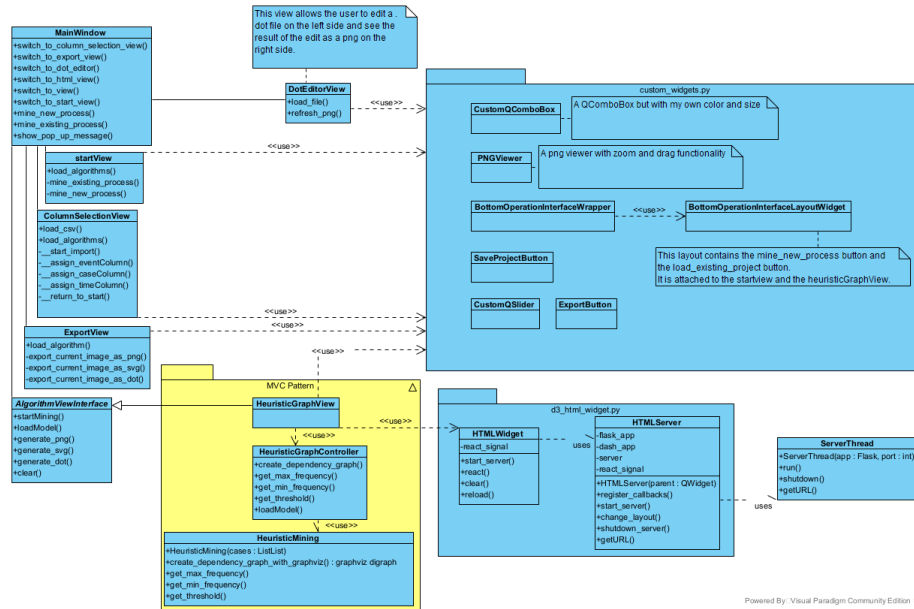 MainWindow
+switch_to_column_selection_view()
+switch_to_export_view()
+switch_to_dot_editor()
+switch_to_html_view()
+switch_to_view()
+switch_to_start_view()
+mine_new_process()
+mine_existing_process()
+show_pop_up_message()
This view allows the user to edit a .
dot file on the left side and see the
result of the edit as a png on the
right side.
DotEditorView
+load_file()
+refresh_png()
<<use>>
startView
+load_algorithms()
-mine_existing_process()
-mine_new_process()
<<use>>
ColumnSelectionView
+load_csv()
+load_algorithms()
-__start_import()
-__assign_eventColumn()
-__assign_caseColumn()
-__assign_timeColumn()
-__return_to_start()
<<use>>
ExportView
+load_algorithm()
-export_current_image_as_png()
-export_current_image_as_svg()
-export_current_image_as_dot()
<<use>>
<<use>>
custom_widgets.py
CustomQComboBox
A QComboBox but with my own color and size
PNGViewer
A png viewer with zoom and drag functionality
BottomOperationInterfaceWrapper
<<use>>
BottomOperationInterfaceLayoutWidget
This layout contains the mine_new_process button and
the load_existing_project button.
It is attached to the startview and the heuristicGraphView.
SaveProjectButton
CustomQSlider
ExportButton
AlgorithmViewInterface
+startMining()
+loadModel()
+generate_png()
+generate_svg()
+generate_dot()
+clear()
MVC Pattern
HeuristicGraphView
<<use>>
<<use>>
HeuristicGraphController
+create_dependency_graph()
+get_max_frequency()
+get_min_frequency()
+get_threshold()
+loadModel()
<<use>>
HeuristicMining
+HeuristicMining(cases : ListList)
+create_dependency_graph_with_graphviz() : graphviz digraph
+get_max_frequency()
+get_min_frequency()
+get_threshold()
d3_html_widget.py
HTMLWidget
-react_signal
+start_server()
+react()
+clear()
+reload()
uses
HTMLServer
-flask_app
-dash_app
-server
-react_signal
+HTMLServer(parent : QWidget)
+register_callbacks()
+start_server()
+change_layout()
+shutdown_server()
+getURL()
uses
ServerThread
+ServerThread(app : Flask, port : int)
+run()
+shutdown()
+getURL()
Powered By Visual Paradigm Community Edition